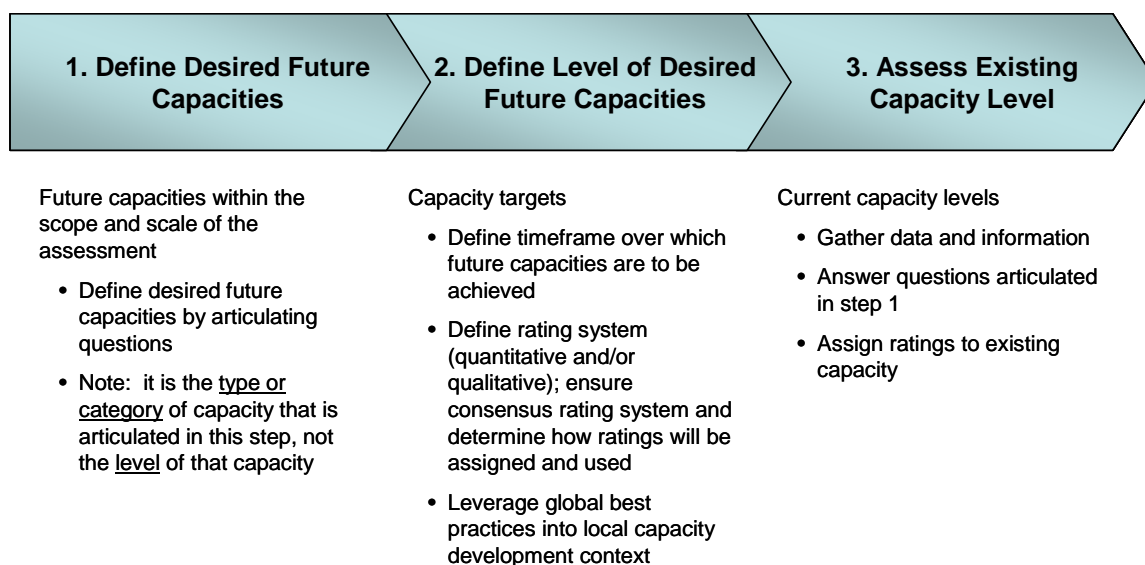 1. Define Desired Future
Capacities
2. Define Level of Desired
Future Capacities
3. Assess Existing
Capacity Level
Future capacities within the
scope and scale of the
assessment
• Define desired future
capacities by articulating
questions
• Note: it is the type or
category of capacity that is
articulated in this step, not
the level of that capacity
Capacity targets
• Define timeframe over which
future capacities are to be
achieved
• Define rating system
(quantitative and/or
qualitative); ensure
consensus rating system and
determine how ratings will be
assigned and used
• Leverage global best
practices into local capacity
development context
Current capacity levels
• Gather data and information
• Answer questions articulated
in step 1
• Assign ratings to existing
capacity